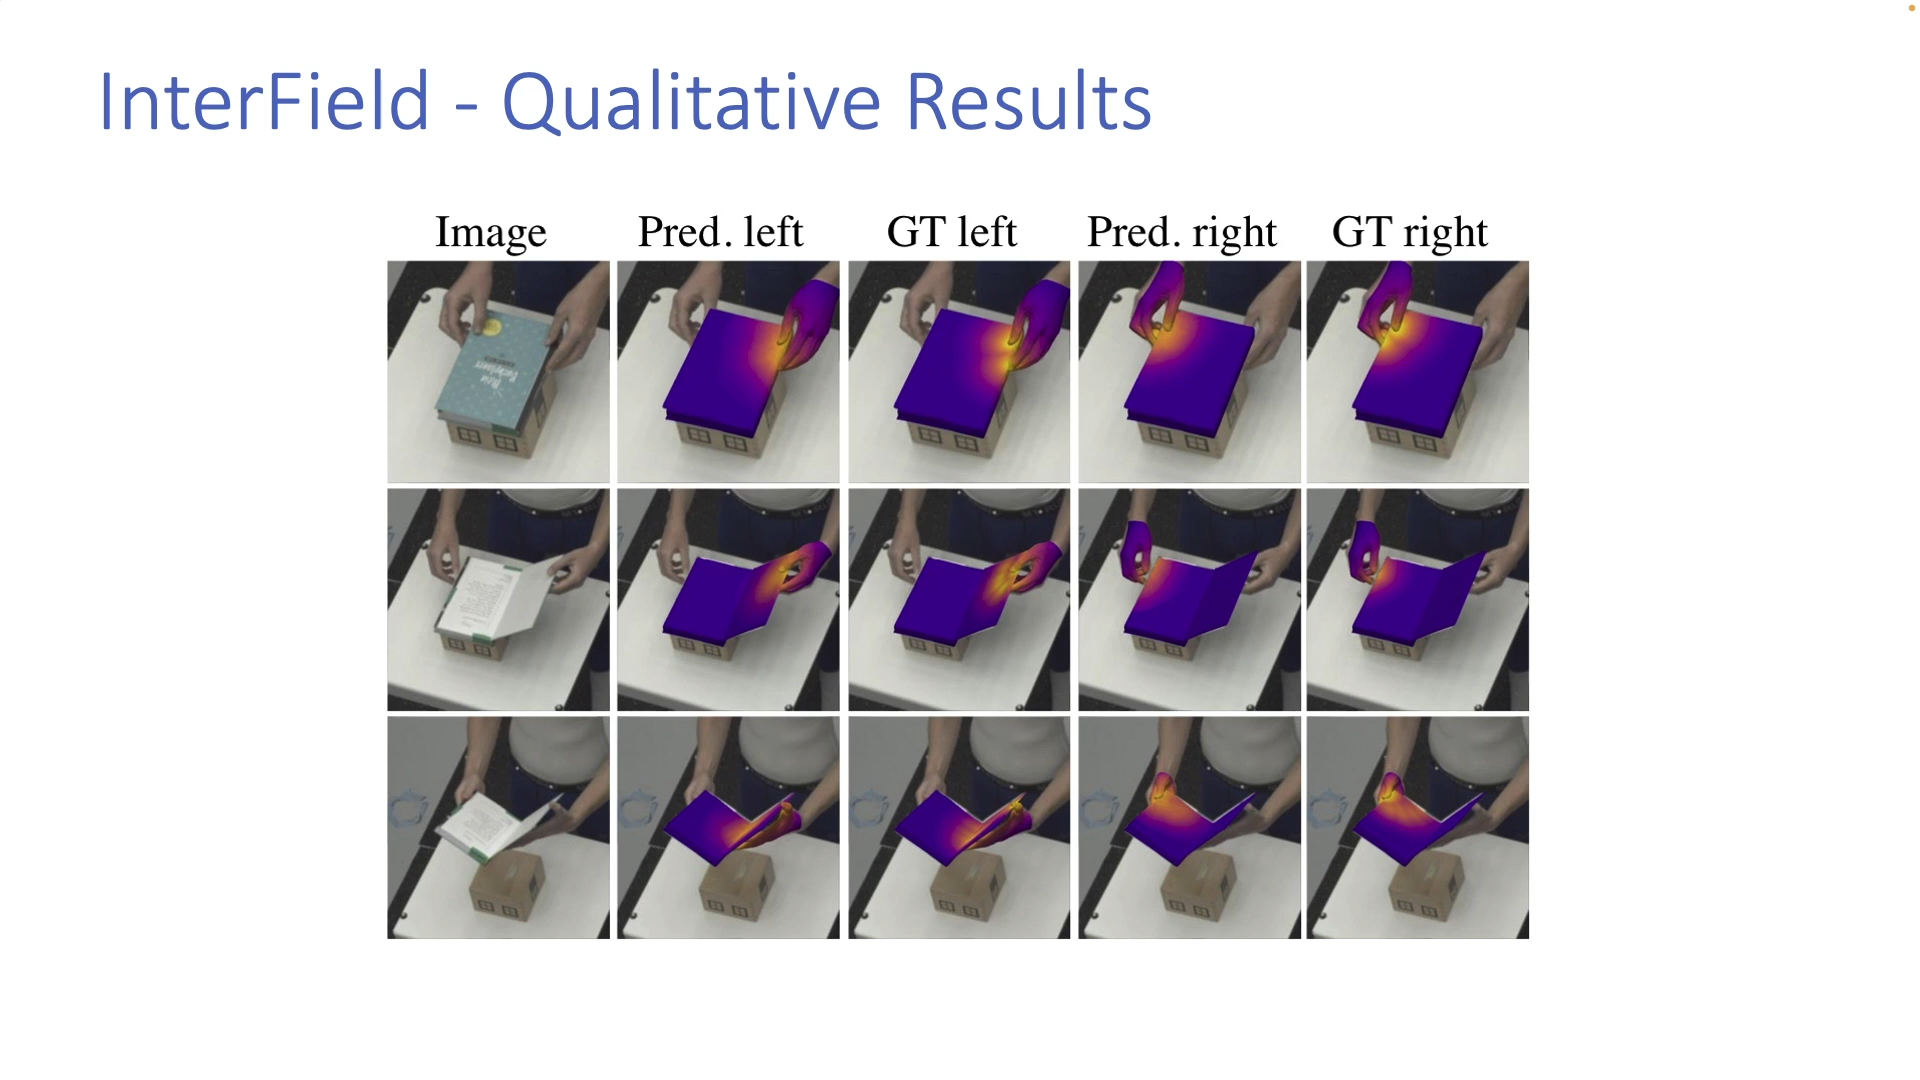 InterField - Qualitative Results
Image Pred. left GT left Pred. right GT right